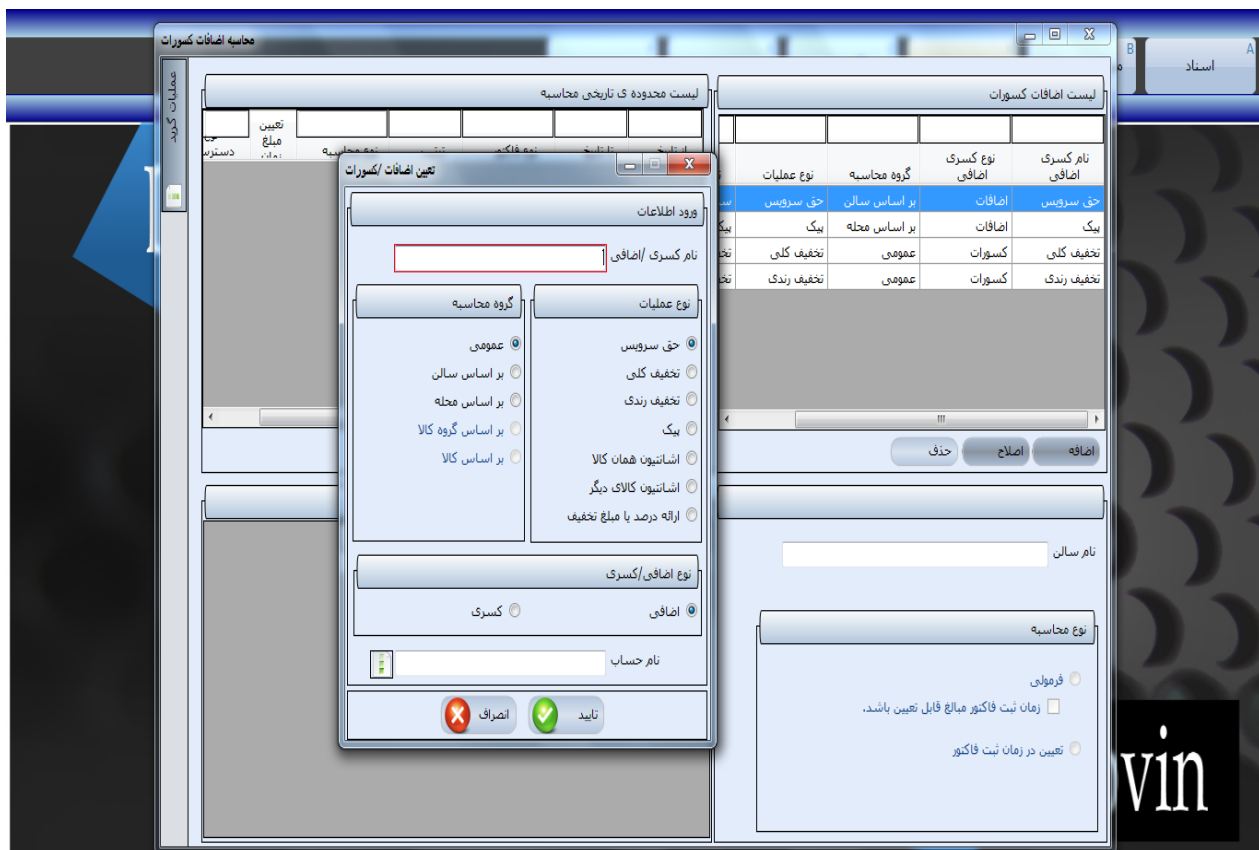 محاسبه اضافات کسورات
A
اسناد
B
عملیات گرید
لیست اضافات کسورات
نام کسری اضافی
نوع کسری اضافی
گروه محاسبه
نوع عملیات
حق سرویس اضافات بر اساس سالن حق سرویس
پیک اضافات بر اساس محله پیک
تخفیف کلی کسورات عمومی تخفیف کلی
تخفیف رندی کسورات عمومی تخفیف رندی
اضافه
اصلاح
حذف
نام سالن
نوع محاسبه
فرمولی
زمان ثبت فاکتور مبالغ قابل تعیین باشد.
تعیین در زمان ثبت فاکتور
لیست محدوده ی تاریخی محاسبه
تعیین مبلغ
تعیین اضافات /کسورات
ورود اطلاعات
نام کسری /اضافی
نوع عملیات
حق سرویس
تخفیف کلی
تخفیف رندی
پیک
اشانتیون همان کالا
اشانتیون کالای دیگر
ارائه درصد یا مبلغ تخفیف
گروه محاسبه
عمومی
بر اساس سالن
بر اساس محله
بر اساس گروه کالا
بر اساس کالا
نوع اضافی/کسری
اضافی
کسری
نام حساب
تایید
انصراف
vin